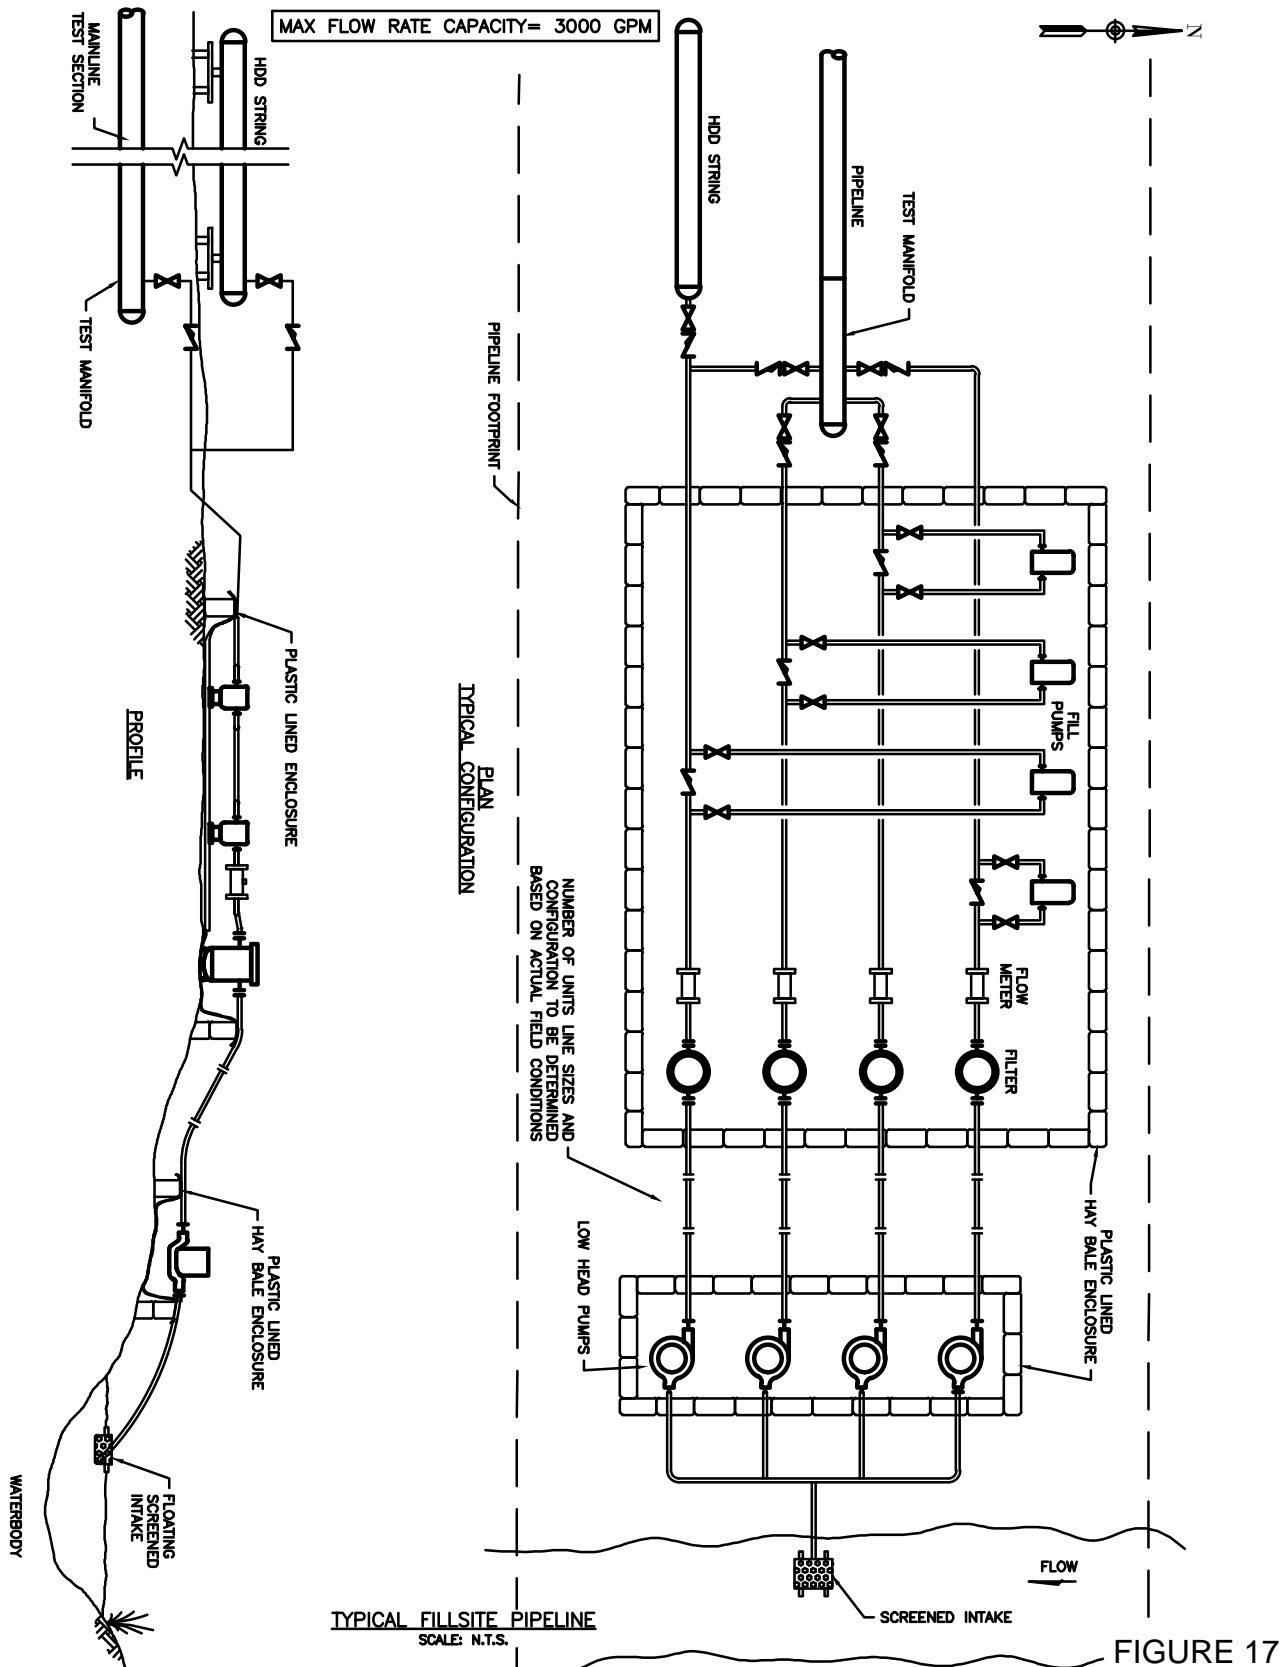 MAX FLOW RATE CAPACITY= 3000 GPM
N
MAINLINE
TEST SECTION
HDD STRING
HDD STRING
PIPELINE
TEST MANIFOLD
TEST MANIFOLD
PIPELINE FOOTPRINT
PLASTIC LINED ENCLOSURE
PROFILE
PLAN
TYPICAL CONFIGURATION
FILL
PUMPS
NUMBER OF UNITS LINE SIZES AND
CONFIGURATION TO BE DETERMINED
BASED ON ACTUAL FIELD CONDITIONS
FLOW
METER
FILTER
PLASTIC LINED
HAY BALE ENCLOSURE
LOW HEAD PUMPS
PLASTIC LINED
HAY BALE ENCLOSURE
FLOATING
SCREENED
INTAKE
WATERBODY
FLOW
SCREENED INTAKE
TYPICAL FILLSITE PIPELINE
SCALE: N.T.S.
FIGURE 17